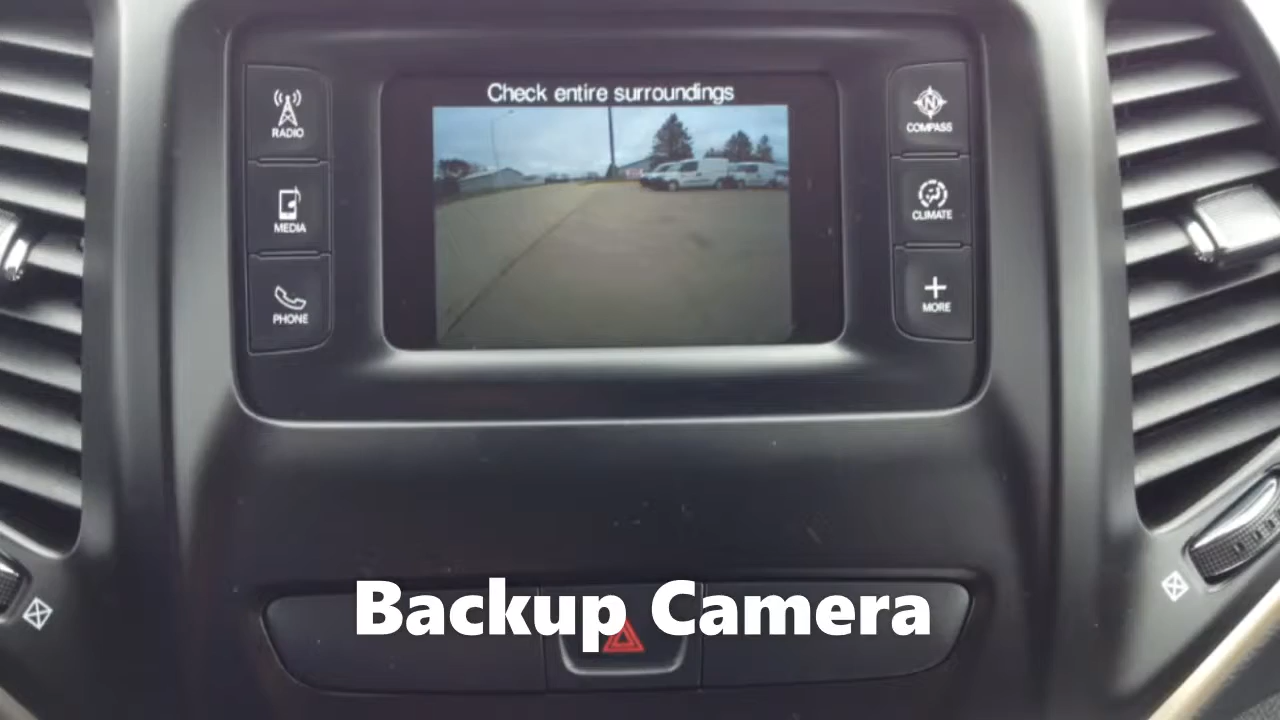 Check entire surroundings
RADIO
MEDIA
PHONE
N
COMPASS
CLIMATE
MORE
Backup Camera